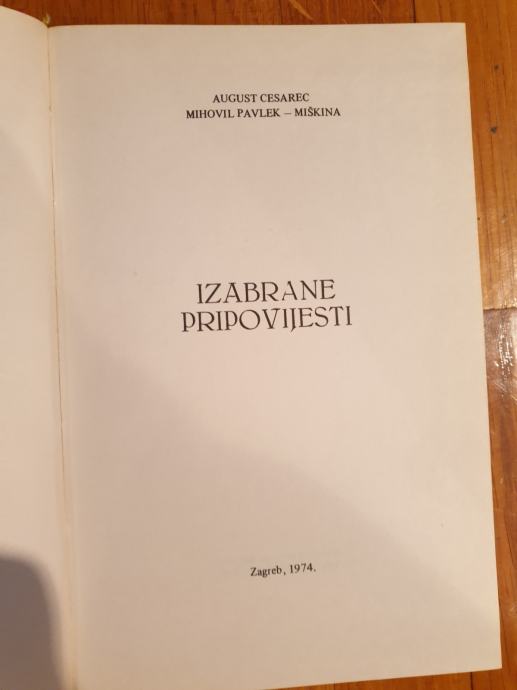 AUGUST CESAREC
MIHOVIL PAVLEK – MIŠKINA
IZABRANE
PRIPOVIJESTI
Zagreb, 1974.